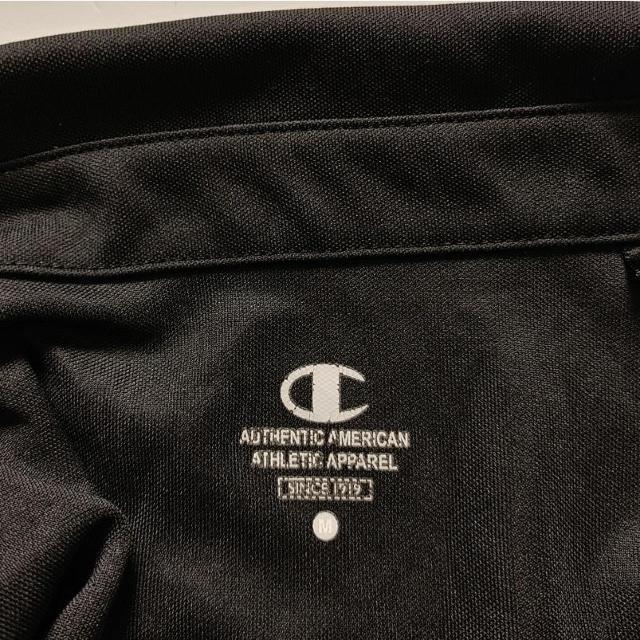 AUTHENTIC AMERICAN
ATHLETIC APPAREL
SINCE 1919
M